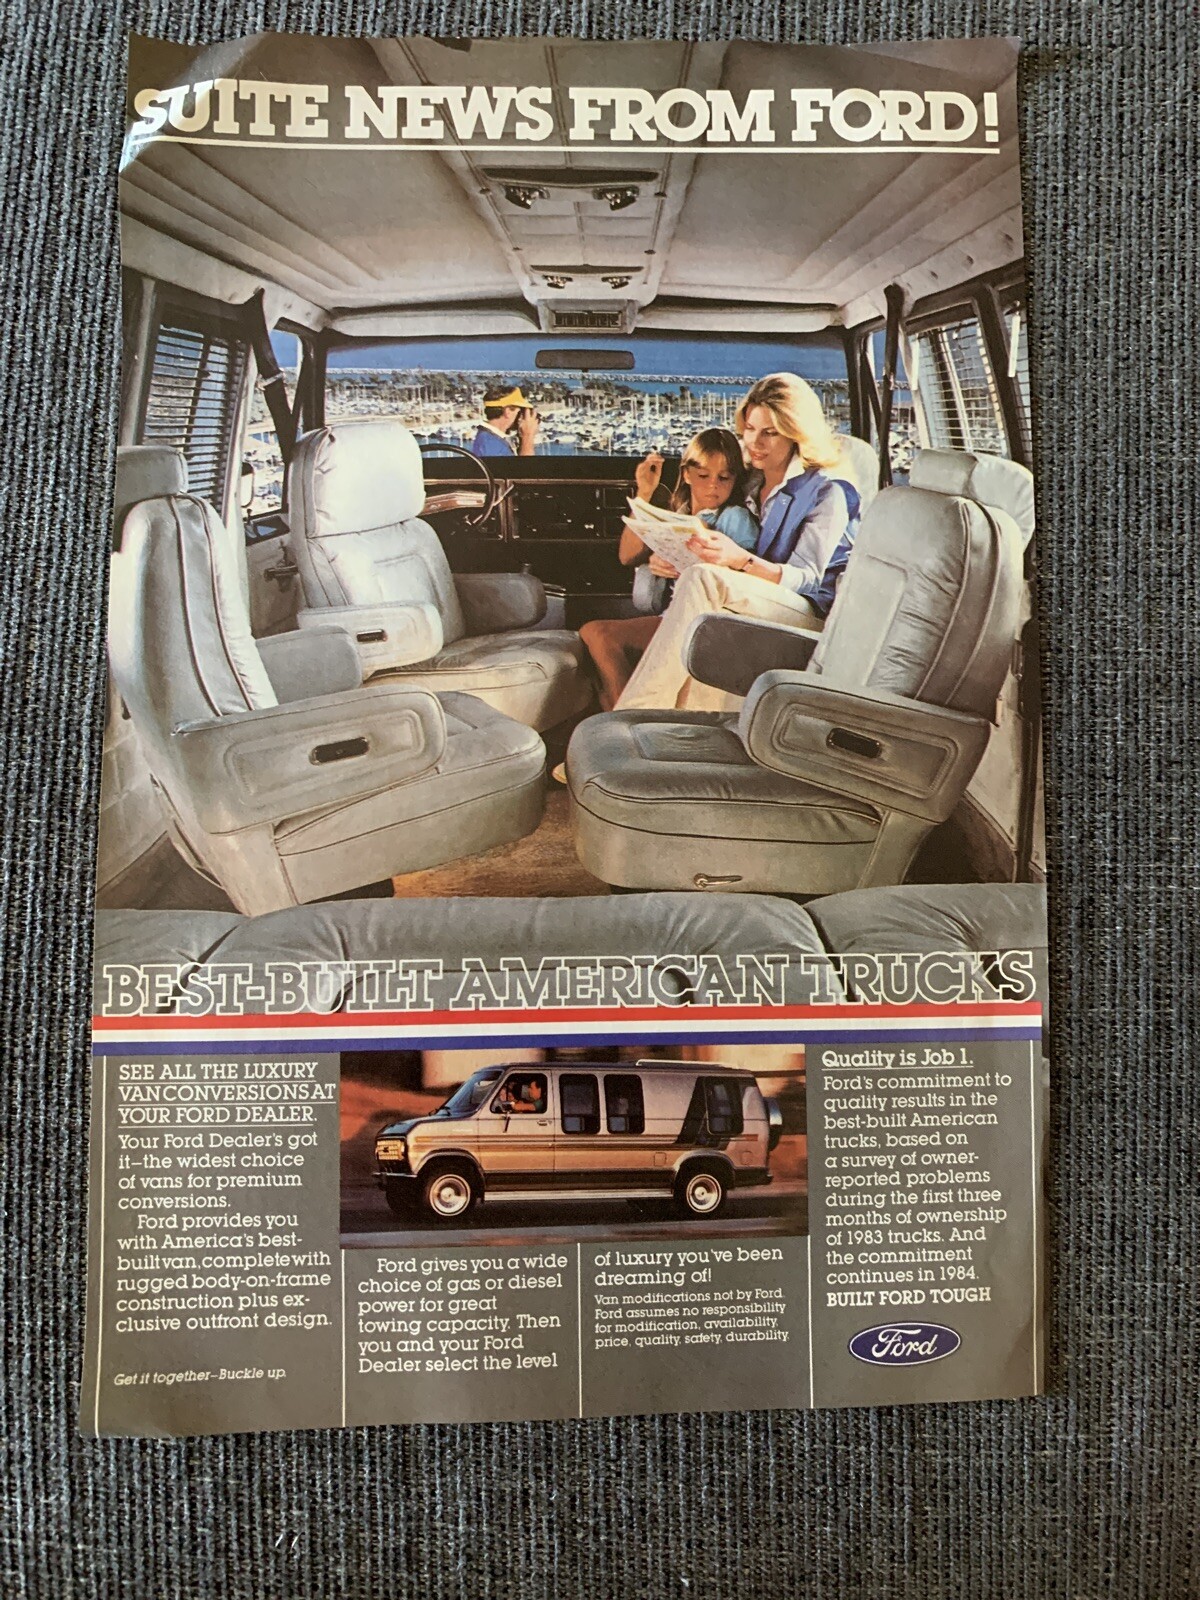 SUITE NEWS FROM FORD!
BEST-BUILT AMERICAN TRUCKS
SEE ALL THE LUXURY
VAN CONVERSIONS AT
YOUR FORD DEALER.
Your Ford Dealer's got
it—the widest choice
of vans for premium
conversions.
Ford provides you
with America's best-
built van, complete with
rugged body-on-frame
construction plus ex-
clusive outfront design.
Get it together—Buckle up.
Ford gives you a wide
choice of gas or diesel
power for great
towing capacity. Then
you and your Ford
Dealer select the level
of luxury you've been
dreaming of!
Van modifications not by Ford.
Ford assumes no responsibility
for modification, availability,
price, quality, safety, durability.
Quality is Job 1.
Ford's commitment to
quality results in the
best-built American
trucks, based on
a survey of owner-
reported problems
during the first three
months of ownership
of 1983 trucks. And
the commitment
continues in 1984.
BUILT FORD TOUGH
Ford